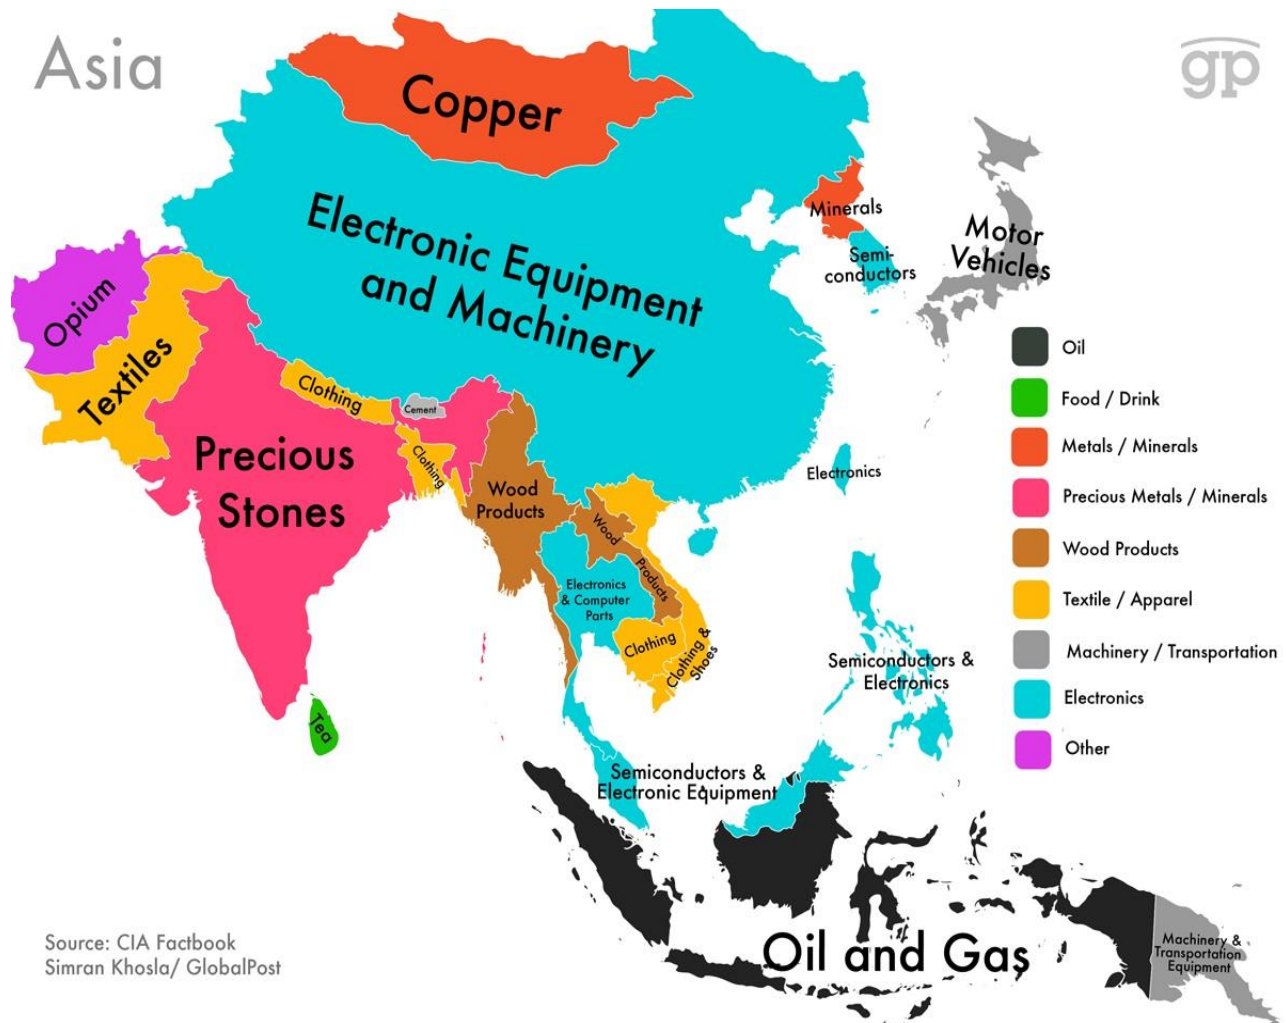 Asia
gp
Copper
Minerals
Motor
Vehicles
Semi-
conductors
Electronic Equipment
and Machinery
Opium
Textiles
Clothing
Cement
Precious
Stones
Clothing
Wood
Products
Electronics
Wood
Products
Electronics
& Computer
Parts
Clothing
Clothing &
Shoes
Tea
Semiconductors &
Electronics
Semiconductors &
Electronic Equipment
Oil and Gas
Machinery &
Transportation
Equipment
Oil
Food / Drink
Metals / Minerals
Precious Metals / Minerals
Wood Products
Textile / Apparel
Machinery / Transportation
Electronics
Other
Source: CIA Factbook
Simran Khosla/ GlobalPost